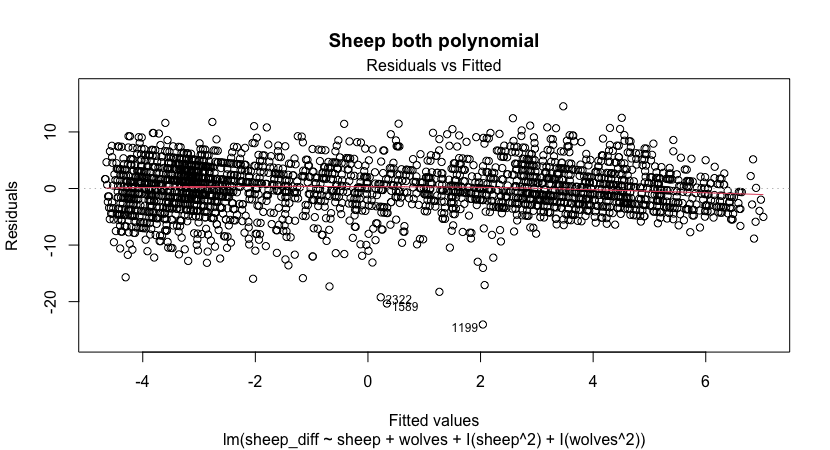 Sheep both polynomial
Residuals vs Fitted
Residuals
10
0
-10
-20
2322
1589
1199
-4 -2 0 2 4 6
Fitted values
lm(sheep_diff ~ sheep + wolves + I(sheep^2) + I(wolves^2))